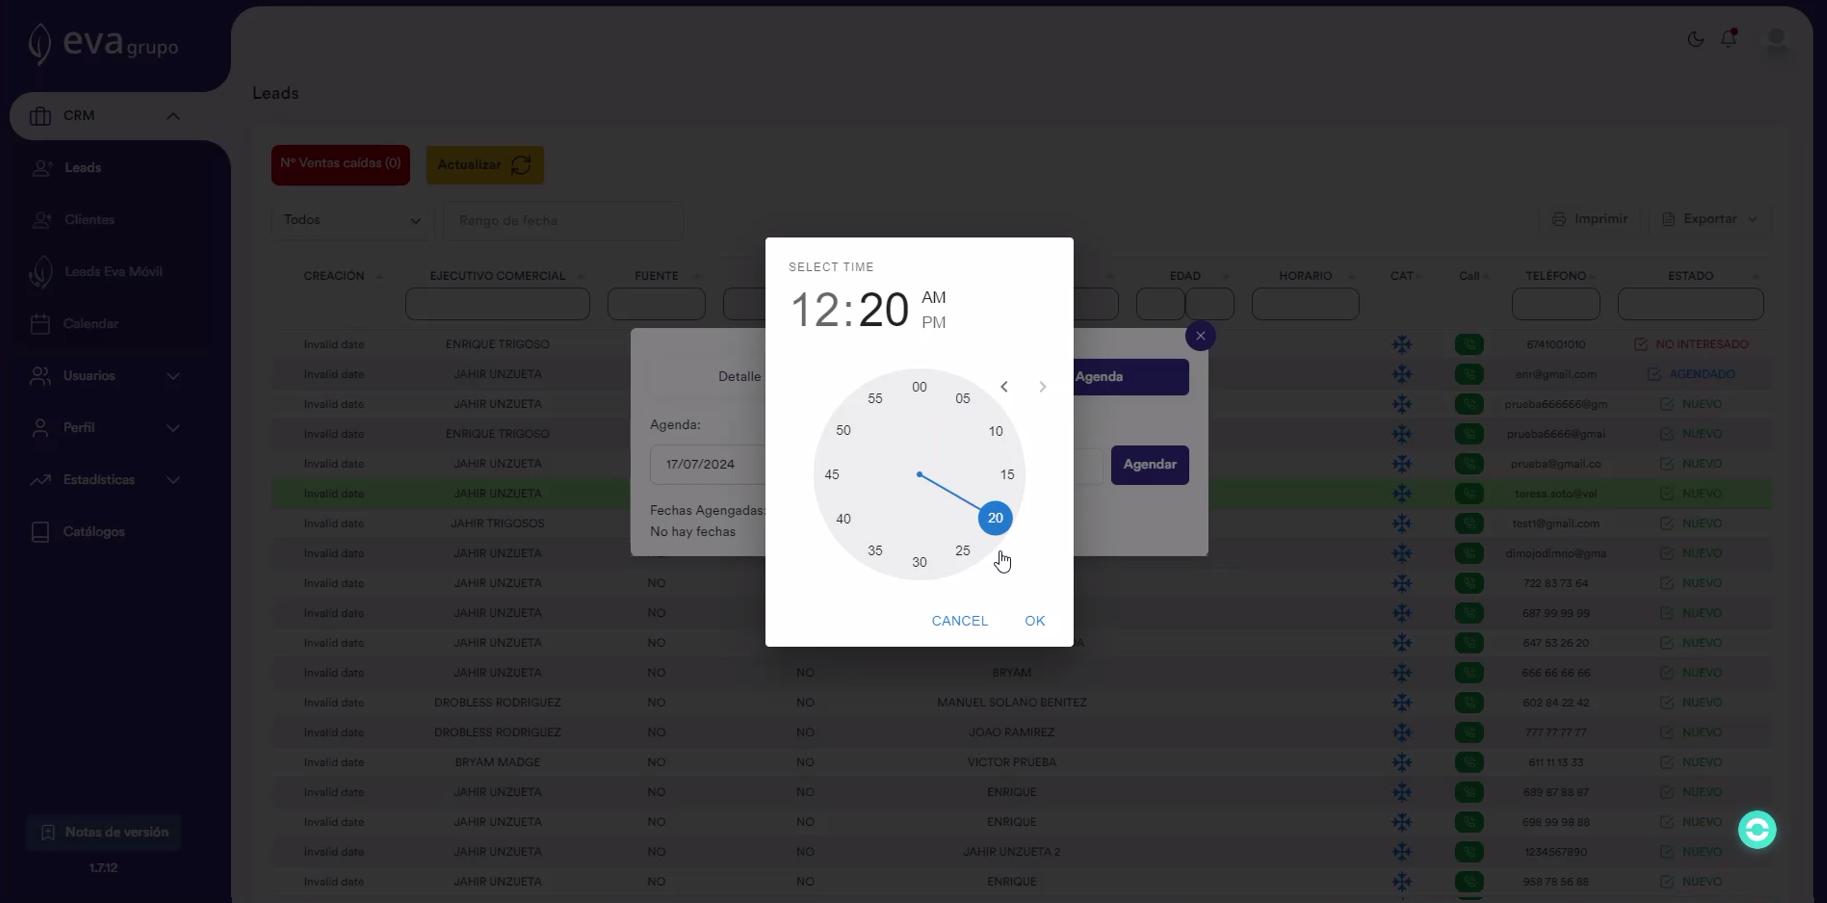 eva grupo
CRM
Leads
Clientes
Leads Eva Móvil
Calendar
Usuarios
Perfil
Estadísticas
Catálogos
Notas de versión
1.7.12
Leads
Nº Ventas caídas (0)
Actualizar
Todos
Rango de fecha
Imprimir
Exportar
CREACIÓN EJECUTIVO COMERCIAL FUENTE EDAD HORARIO CAT Call TELÉFONO ESTADO
Invalid date ENRIQUE TRIGOSO 6741001010 NO INTERESADO
Invalid date JAHIR UNZUETA enr@gmail.com AGENDADO
Invalid date JAHIR UNZUETA prueba666666@gm NUEVO
Invalid date ENRIQUE TRIGOSO prueba6666@gmai NUEVO
Invalid date JAHIR UNZUETA prueba@gmail.co NUEVO
Invalid date JAHIR UNZUETA teresa.soto@val NUEVO
Invalid date JAHIR TRIGOSOS test1@gmail.com NUEVO
Invalid date JAHIR UNZUETA dimojodimno@gma NUEVO
Invalid date JAHIR UNZUETA NO 722 83 73 64 NUEVO
Invalid date JAHIR UNZUETA NO 687 99 99 99 NUEVO
Invalid date JAHIR UNZUETA NO 647 53 26 20 NUEVO
Invalid date JAHIR UNZUETA NO NO BRYAM 666 66 66 66 NUEVO
Invalid date DROBLESS RODRIGUEZ NO NO MANUEL SOLANO BENITEZ 602 84 22 42 NUEVO
Invalid date DROBLESS RODRIGUEZ NO NO JOAO RAMIREZ 777 77 77 77 NUEVO
Invalid date BRYAM MADGE NO NO VICTOR PRUEBA 611 11 13 33 NUEVO
Invalid date JAHIR UNZUETA NO NO ENRIQUE 689 87 88 87 NUEVO
Invalid date JAHIR UNZUETA NO NO ENRIQUE 698 99 98 88 NUEVO
Invalid date JAHIR UNZUETA NO NO JAHIR UNZUETA 2 1234567890 NUEVO
Invalid date JAHIR UNZUETA NO NO ENRIQUE 958 78 56 88 NUEVO
Detalle
Agenda
Agenda:
17/07/2024
Agendar
Fechas Agengadas:
No hay fechas
SELECT TIME
12:20 AM
PM
00
05
10
15
20
25
30
35
40
45
50
55
CANCEL OK